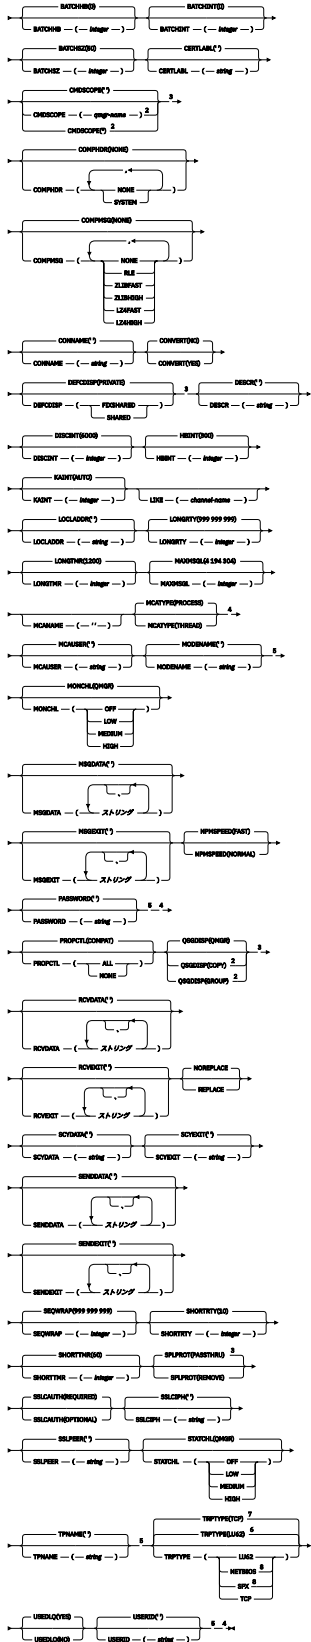 BATCHHB(0) BATCHINT(0)
BATCHHB ( integer ) BATCHINT ( integer )
BATCHSZ(50) CERTLABL(' ')
BATCHSZ ( integer ) CERTLABL ( string )
CMDSCOPE(' ') 3
CMDSCOPE ( qmgr-name ) 2
CMDSCOPE(*) 2
COMPHDR(NONE)
,
COMPHDR ( NONE )
SYSTEM
COMPMSG(NONE)
,
COMPMSG ( NONE )
RLE
ZLIBFAST
ZLIBHIGH
LZ4FAST
LZ4HIGH
CONNAME(' ') CONVERT(NO)
CONNAME ( string ) CONVERT(YES)
DEFCDISP(PRIVATE) 3 DESCR(' ')
DEFCDISP ( FIXSHARED ) DESCR ( string )
SHARED
DISCINT(6000) HBINT(300)
DISCINT ( integer ) HBINT ( integer )
KAINT(AUTO)
KAINT ( integer ) LIKE ( channel-name )
LOCLADDR(' ') LONGRTY(999 999 999)
LOCLADDR ( string ) LONGRTY ( integer )
LONGTMR(1200) MAXMSGL(4 194 304)
LONGTMR ( integer ) MAXMSGL ( integer )
MCATYPE(PROCESS) 4
MCANAME ( ' ' ) MCATYPE(THREAD)
MCAUSER(' ') MODENAME(' ') 5
MCAUSER ( string ) MODENAME ( string )
MONCHL(QMGR)
MONCHL ( OFF )
LOW
MEDIUM
HIGH
MSGDATA(' ')
,
MSGDATA ( ストリング )
MSGEXIT(' ') NPMSPEED(FAST)
, NPMSPEED(NORMAL)
MSGEXIT ( ストリング )
PASSWORD(' ') 5 4
PASSWORD ( string )
PROPCTL(COMPAT) QSGDISP(QMGR) 3
PROPCTL ( ALL ) QSGDISP(COPY) 2
NONE QSGDISP(GROUP) 2
RCVDATA(' ')
,
RCVDATA ( ストリング )
RCVEXIT(' ') NOREPLACE
, REPLACE
RCVEXIT ( ストリング )
SCYDATA(' ') SCYEXIT(' ')
SCYDATA ( string ) SCYEXIT ( string )
SENDDATA(' ')
,
SENDDATA ( ストリング )
SENDEXIT(' ')
,
SENDEXIT ( ストリング )
SEQWRAP(999 999 999) SHORTRTY(10)
SEQWRAP ( integer ) SHORTRTY ( integer )
SHORTTMR(60) SPLPROT(PASSTHRU) 3
SHORTTMR ( integer ) SPLPROT(REMOVE)
SSLCAUTH(REQUIRED) SSLCIPH(' ')
SSLCAUTH(OPTIONAL) SSLCIPH ( string )
SSLPEER(' ') STATCHL(QMGR)
SSLPEER ( string ) STATCHL ( OFF )
LOW
MEDIUM
HIGH
TRPTYPE(TCP) 7
TPNAME(' ') 5 TRPTYPE(LU62) 6
TPNAME ( string ) TRPTYPE ( LU62 )
NETBIOS 8
SPX 8
TCP
USEDLQ(YES) USERID(' ') 5 4
USEDLQ(NO) USERID ( string )